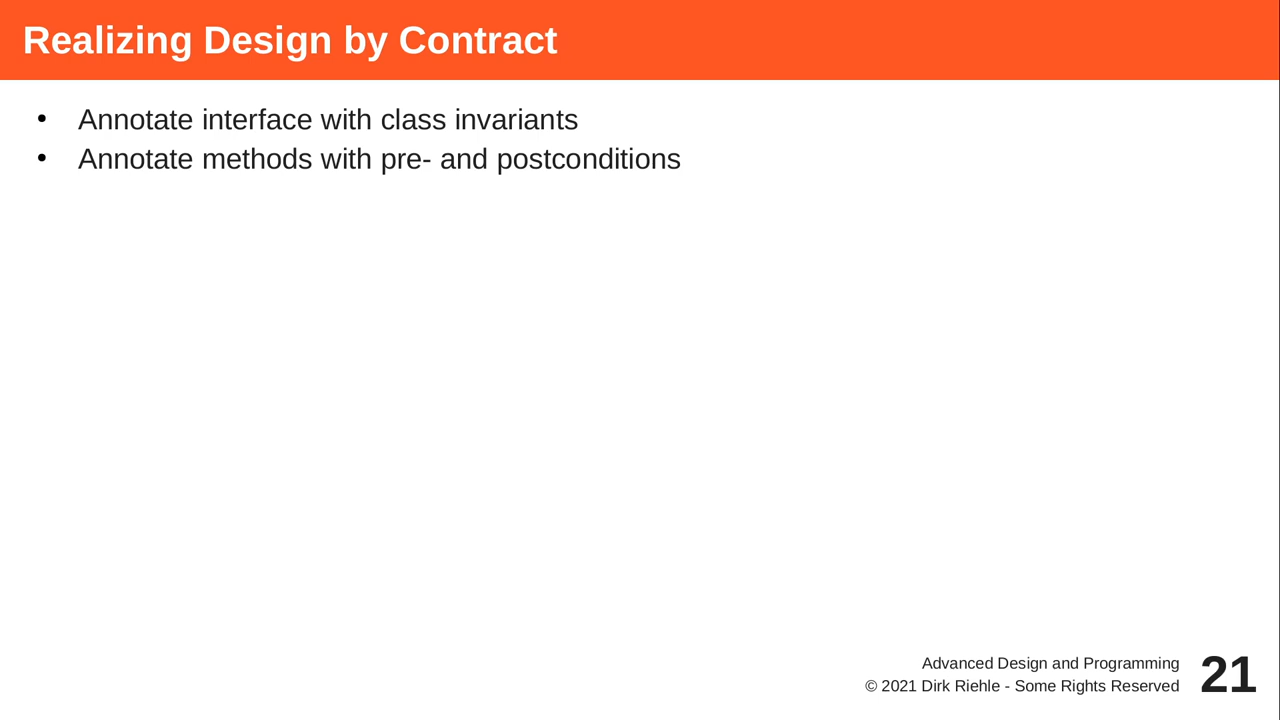 Realizing Design by Contract
• Annotate interface with class invariants
• Annotate methods with pre- and postconditions
Advanced Design and Programming
© 2021 Dirk Riehle - Some Rights Reserved
21